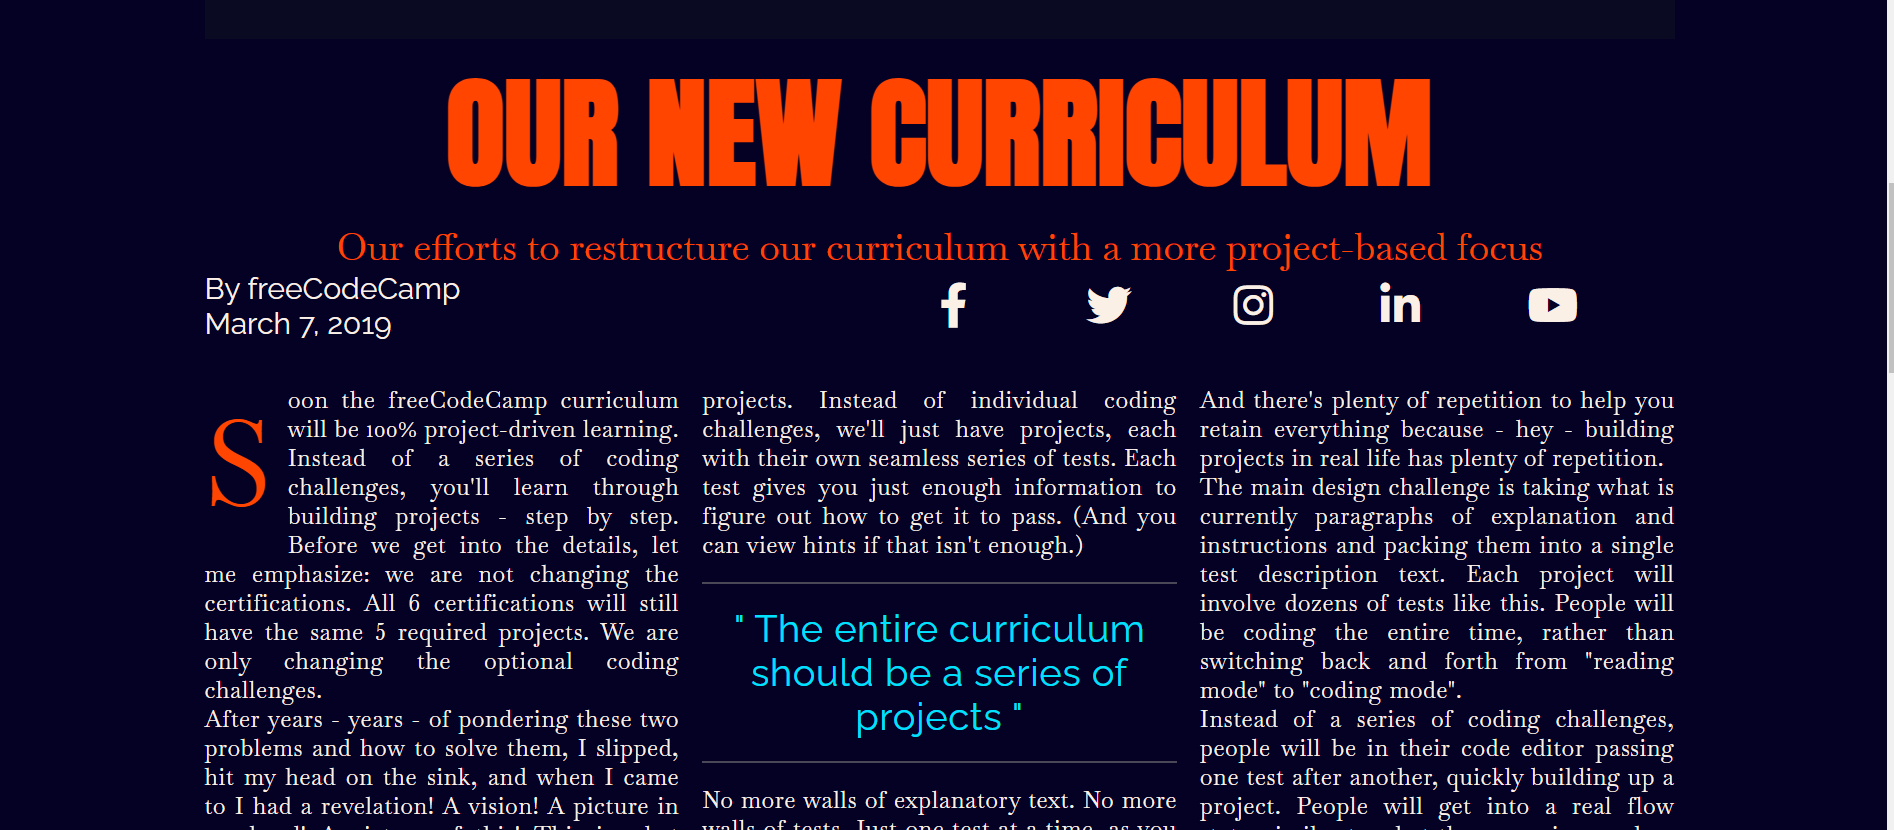 OUR NEW CURRICULUM
Our efforts to restructure our curriculum with a more project-based focus
By freeCodeCamp
March 7, 2019
Soon the freeCodeCamp curriculum
will be 100% project-driven learning.
Instead of a series of coding
challenges, you'll learn through
building projects - step by step.
Before we get into the details, let
me emphasize: we are not changing the
certifications. All 6 certifications will still
have the same 5 required projects. We are
only changing the optional coding
challenges.
After years - years - of pondering these two
problems and how to solve them, I slipped,
hit my head on the sink, and when I came
to I had a revelation! A vision! A picture in
projects. Instead of individual coding
challenges, we'll just have projects, each
with their own seamless series of tests. Each
test gives you just enough information to
figure out how to get it to pass. (And you
can view hints if that isn't enough.)
" The entire curriculum
should be a series of
projects "
No more walls of explanatory text. No more
walls of tests. Just one test at a time, as you
And there's plenty of repetition to help you
retain everything because - hey - building
projects in real life has plenty of repetition.
The main design challenge is taking what is
currently paragraphs of explanation and
instructions and packing them into a single
test description text. Each project will
involve dozens of tests like this. People will
be coding the entire time, rather than
switching back and forth from "reading
mode" to "coding mode".
Instead of a series of coding challenges,
people will be in their code editor passing
one test after another, quickly building up a
project. People will get into a real flow